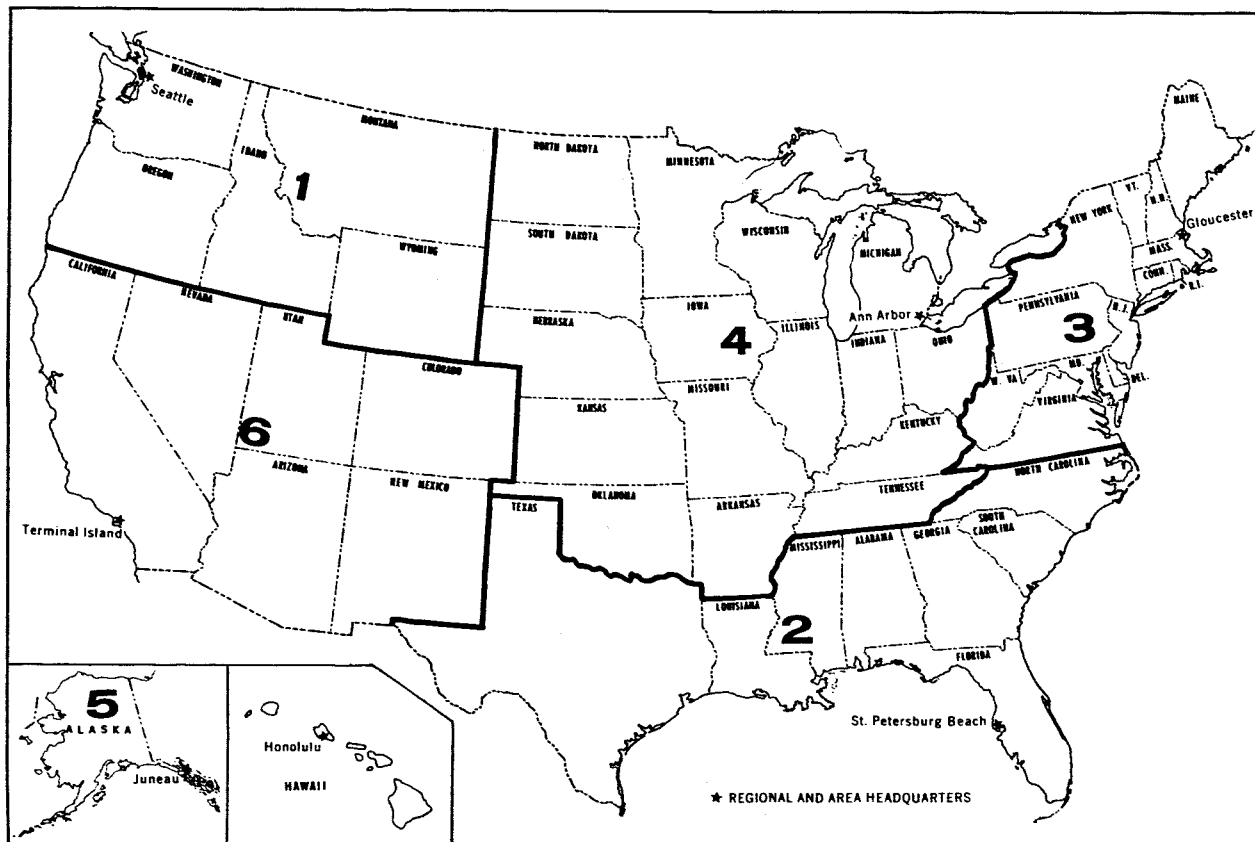 WASHINGTON
Seattle
MONTANA
NORTH DAKOTA
MINNESOTA
MAINE
IDAHO
OREGON
1
VT.
N.H.
NEW YORK
Gloucester
WISCONSIN
SOUTH DAKOTA
MICHIGAN
MASS.
WYOMING
CONN.
R.I.
CALIFORNIA
NEVADA
UTAH
IOWA
PENNSYLVANIA
N.J.
NEBRASKA
Ann Arbor
ILLINOIS
INDIANA
OHIO
4
3
COLORADO
MISSOURI
W. VA
MD.
DEL.
VIRGINIA
KANSAS
KENTUCKY
6
ARIZONA
NEW MEXICO
TEXAS
OKLAHOMA
ARKANSAS
TENNESSEE
NORTH CAROLINA
SOUTH
CAROLINA
Terminal Island
MISSISSIPPI
ALABAMA
GEORGIA
LOUISIANA
2
FLORIDA
5
ALASKA
Juneau
Honolulu
HAWAII
St. Petersburg Beach
★ REGIONAL AND AREA HEADQUARTERS